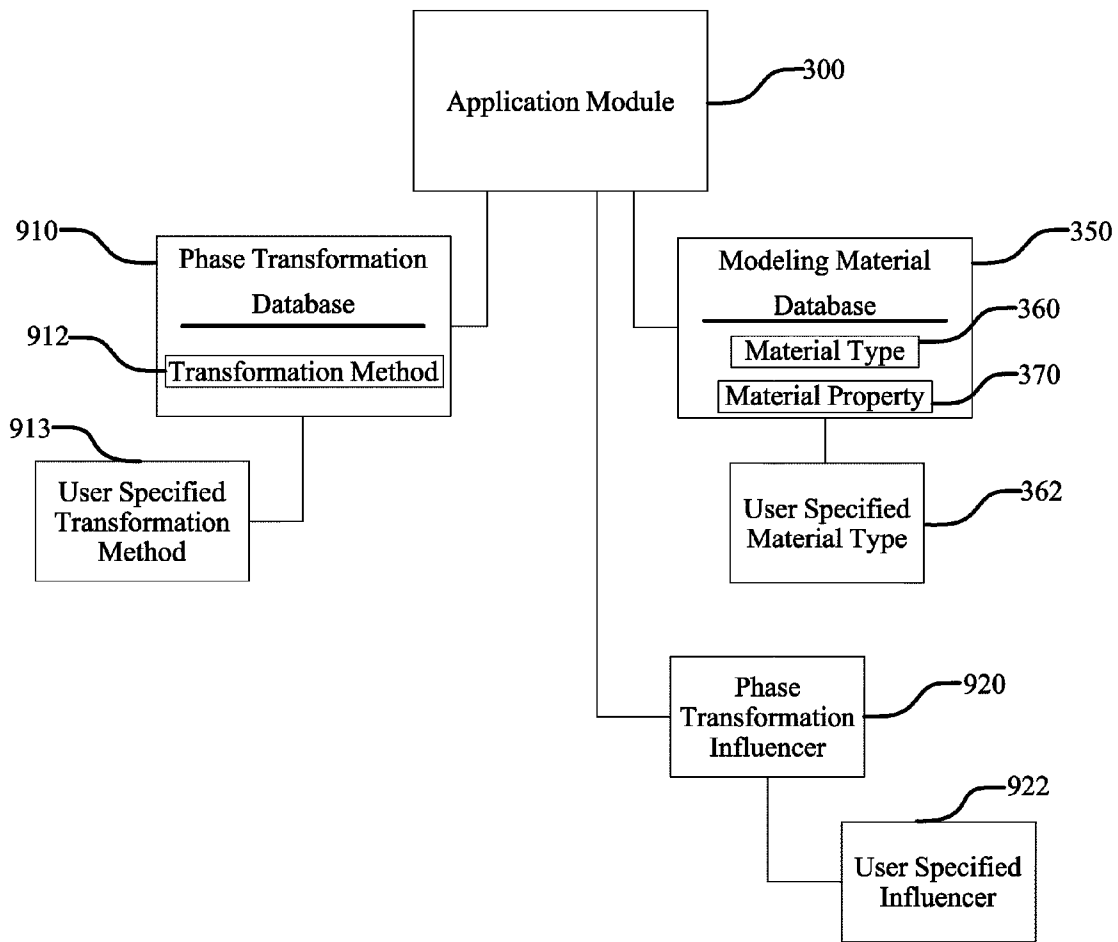 300
Application Module
910
Phase Transformation
Database
912
Transformation Method
913
User Specified
Transformation
Method
350
Modeling Material
Database
360
Material Type
370
Material Property
362
User Specified
Material Type
920
Phase
Transformation
Influencer
922
User Specified
Influencer